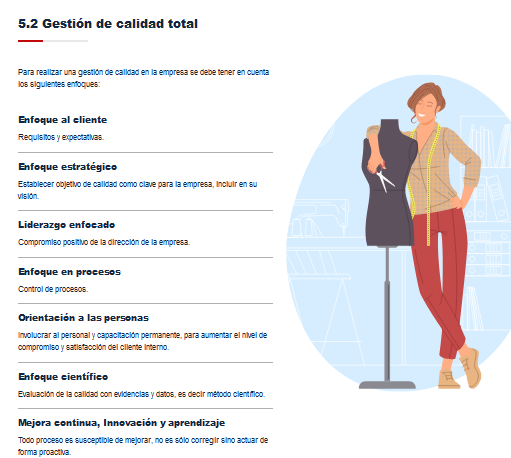 5.2 Gestión de calidad total
Para realizar una gestión de calidad en la empresa se debe tener en cuenta
los siguientes enfoques:
Enfoque al cliente
Requisitos y expectativas.
Enfoque estratégico
Establecer objetivo de calidad como clave para la empresa, incluir en su
visión.
Liderazgo enfocado
Compromiso positivo de la dirección de la empresa.
Enfoque en procesos
Control de procesos.
Orientación a las personas
Involucrar al personal y capacitación permanente, para aumentar el nivel de
compromiso y satisfacción del cliente interno.
Enfoque científico
Evaluación de la calidad con evidencias y datos, es decir método científico.
Mejora continua, Innovación y aprendizaje
Todo proceso es susceptible de mejorar, no es sólo corregir sino actuar de
forma proactiva.